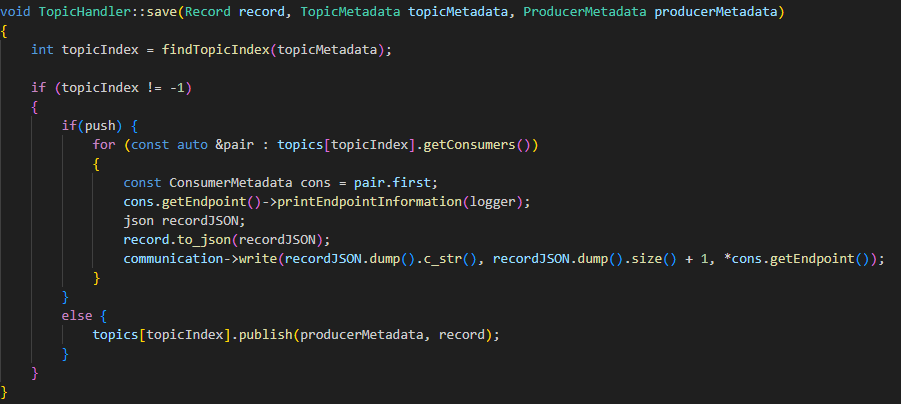 void TopicHandler::save(Record record, TopicMetadata topicMetadata, ProducerMetadata producerMetadata)
{
    int topicIndex = findTopicIndex(topicMetadata);

    if (topicIndex != -1)
    {
        if(push) {
            for (const auto &pair : topics[topicIndex].getConsumers())
            {
                const ConsumerMetadata cons = pair.first;
                cons.getEndpoint()->printEndpointInformation(logger);
                json recordJSON;
                record.to_json(recordJSON);
                communication->write(recordJSON.dump().c_str(), recordJSON.dump().size() + 1, *cons.getEndpoint());
            }
        }
        else {
            topics[topicIndex].publish(producerMetadata, record);
        }
    }
}